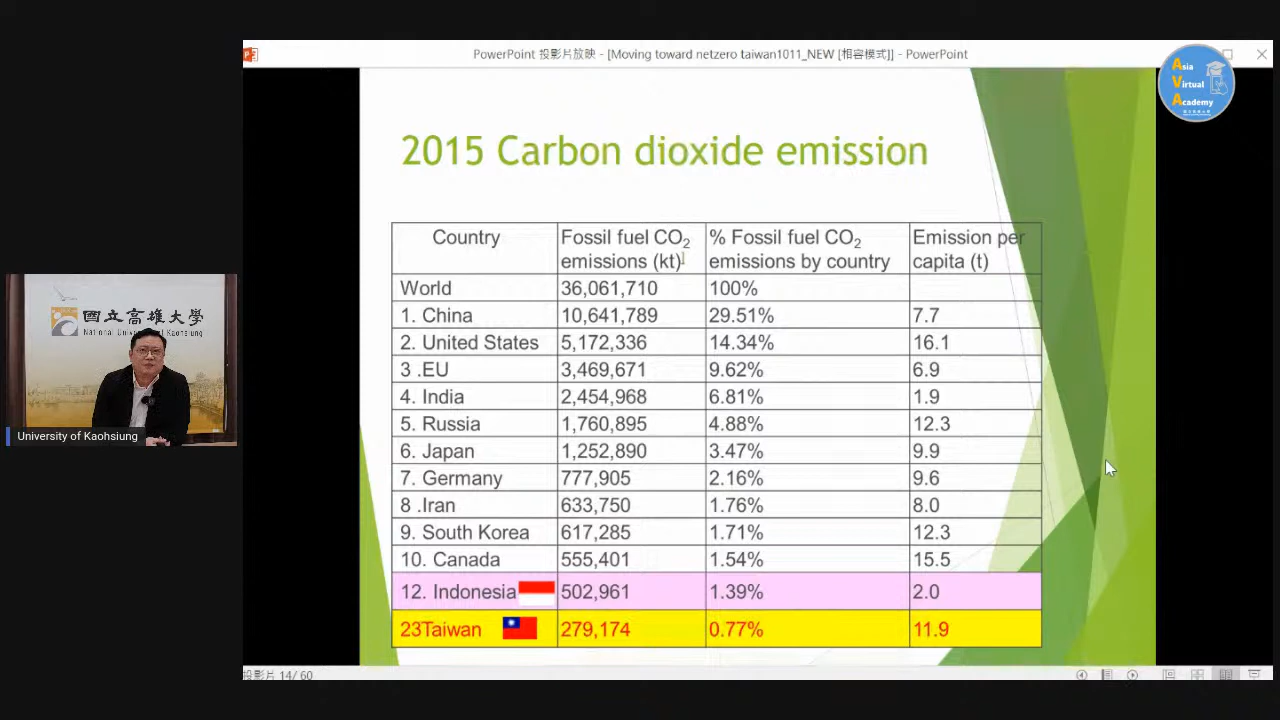 PowerPoint 投影片放映 - [Moving toward netzero taiwan1011_NEW [相容模式]] - PowerPoint
Asia
Virtual
Academy
2015 Carbon dioxide emission
Country Fossil fuel CO2 emissions (kt) % Fossil fuel CO2 emissions by country Emission per capita (t)
World 36,061,710 100%
1. China 10,641,789 29.51% 7.7
2. United States 5,172,336 14.34% 16.1
3 .EU 3,469,671 9.62% 6.9
4. India 2,454,968 6.81% 1.9
5. Russia 1,760,895 4.88% 12.3
6. Japan 1,252,890 3.47% 9.9
7. Germany 777,905 2.16% 9.6
8 .Iran 633,750 1.76% 8.0
9. South Korea 617,285 1.71% 12.3
10. Canada 555,401 1.54% 15.5
12. Indonesia 502,961 1.39% 2.0
23Taiwan 279,174 0.77% 11.9
國立高雄大學
National University of Kaohsiung
University of Kaohsiung
投影片 14/ 60